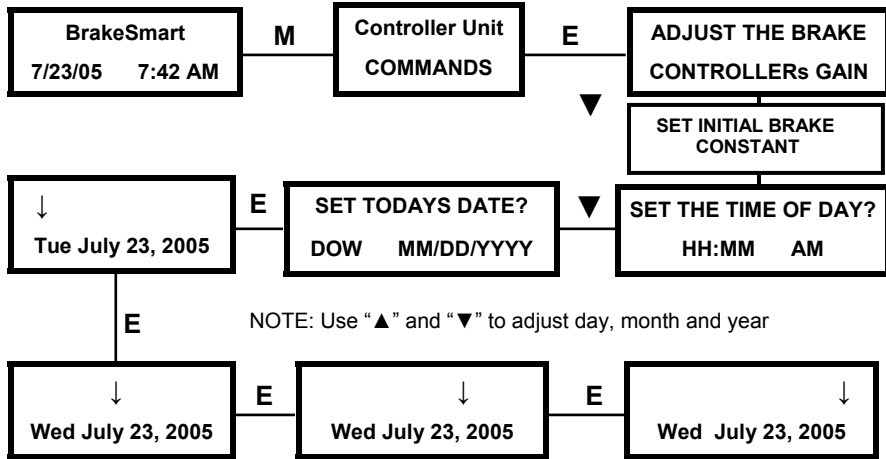 BrakeSmart
7/23/05 7:42 AM
M
Controller Unit
COMMANDS
E
ADJUST THE BRAKE
CONTROLLERs GAIN
▼
SET INITIAL BRAKE
CONSTANT
SET THE TIME OF DAY?
HH:MM AM
▼
SET TODAYS DATE?
DOW MM/DD/YYYY
E
↓
Tue July 23, 2005
E
NOTE: Use “▲” and “▼” to adjust day, month and year
↓
Wed July 23, 2005
E
↓
Wed July 23, 2005
E
↓
Wed July 23, 2005